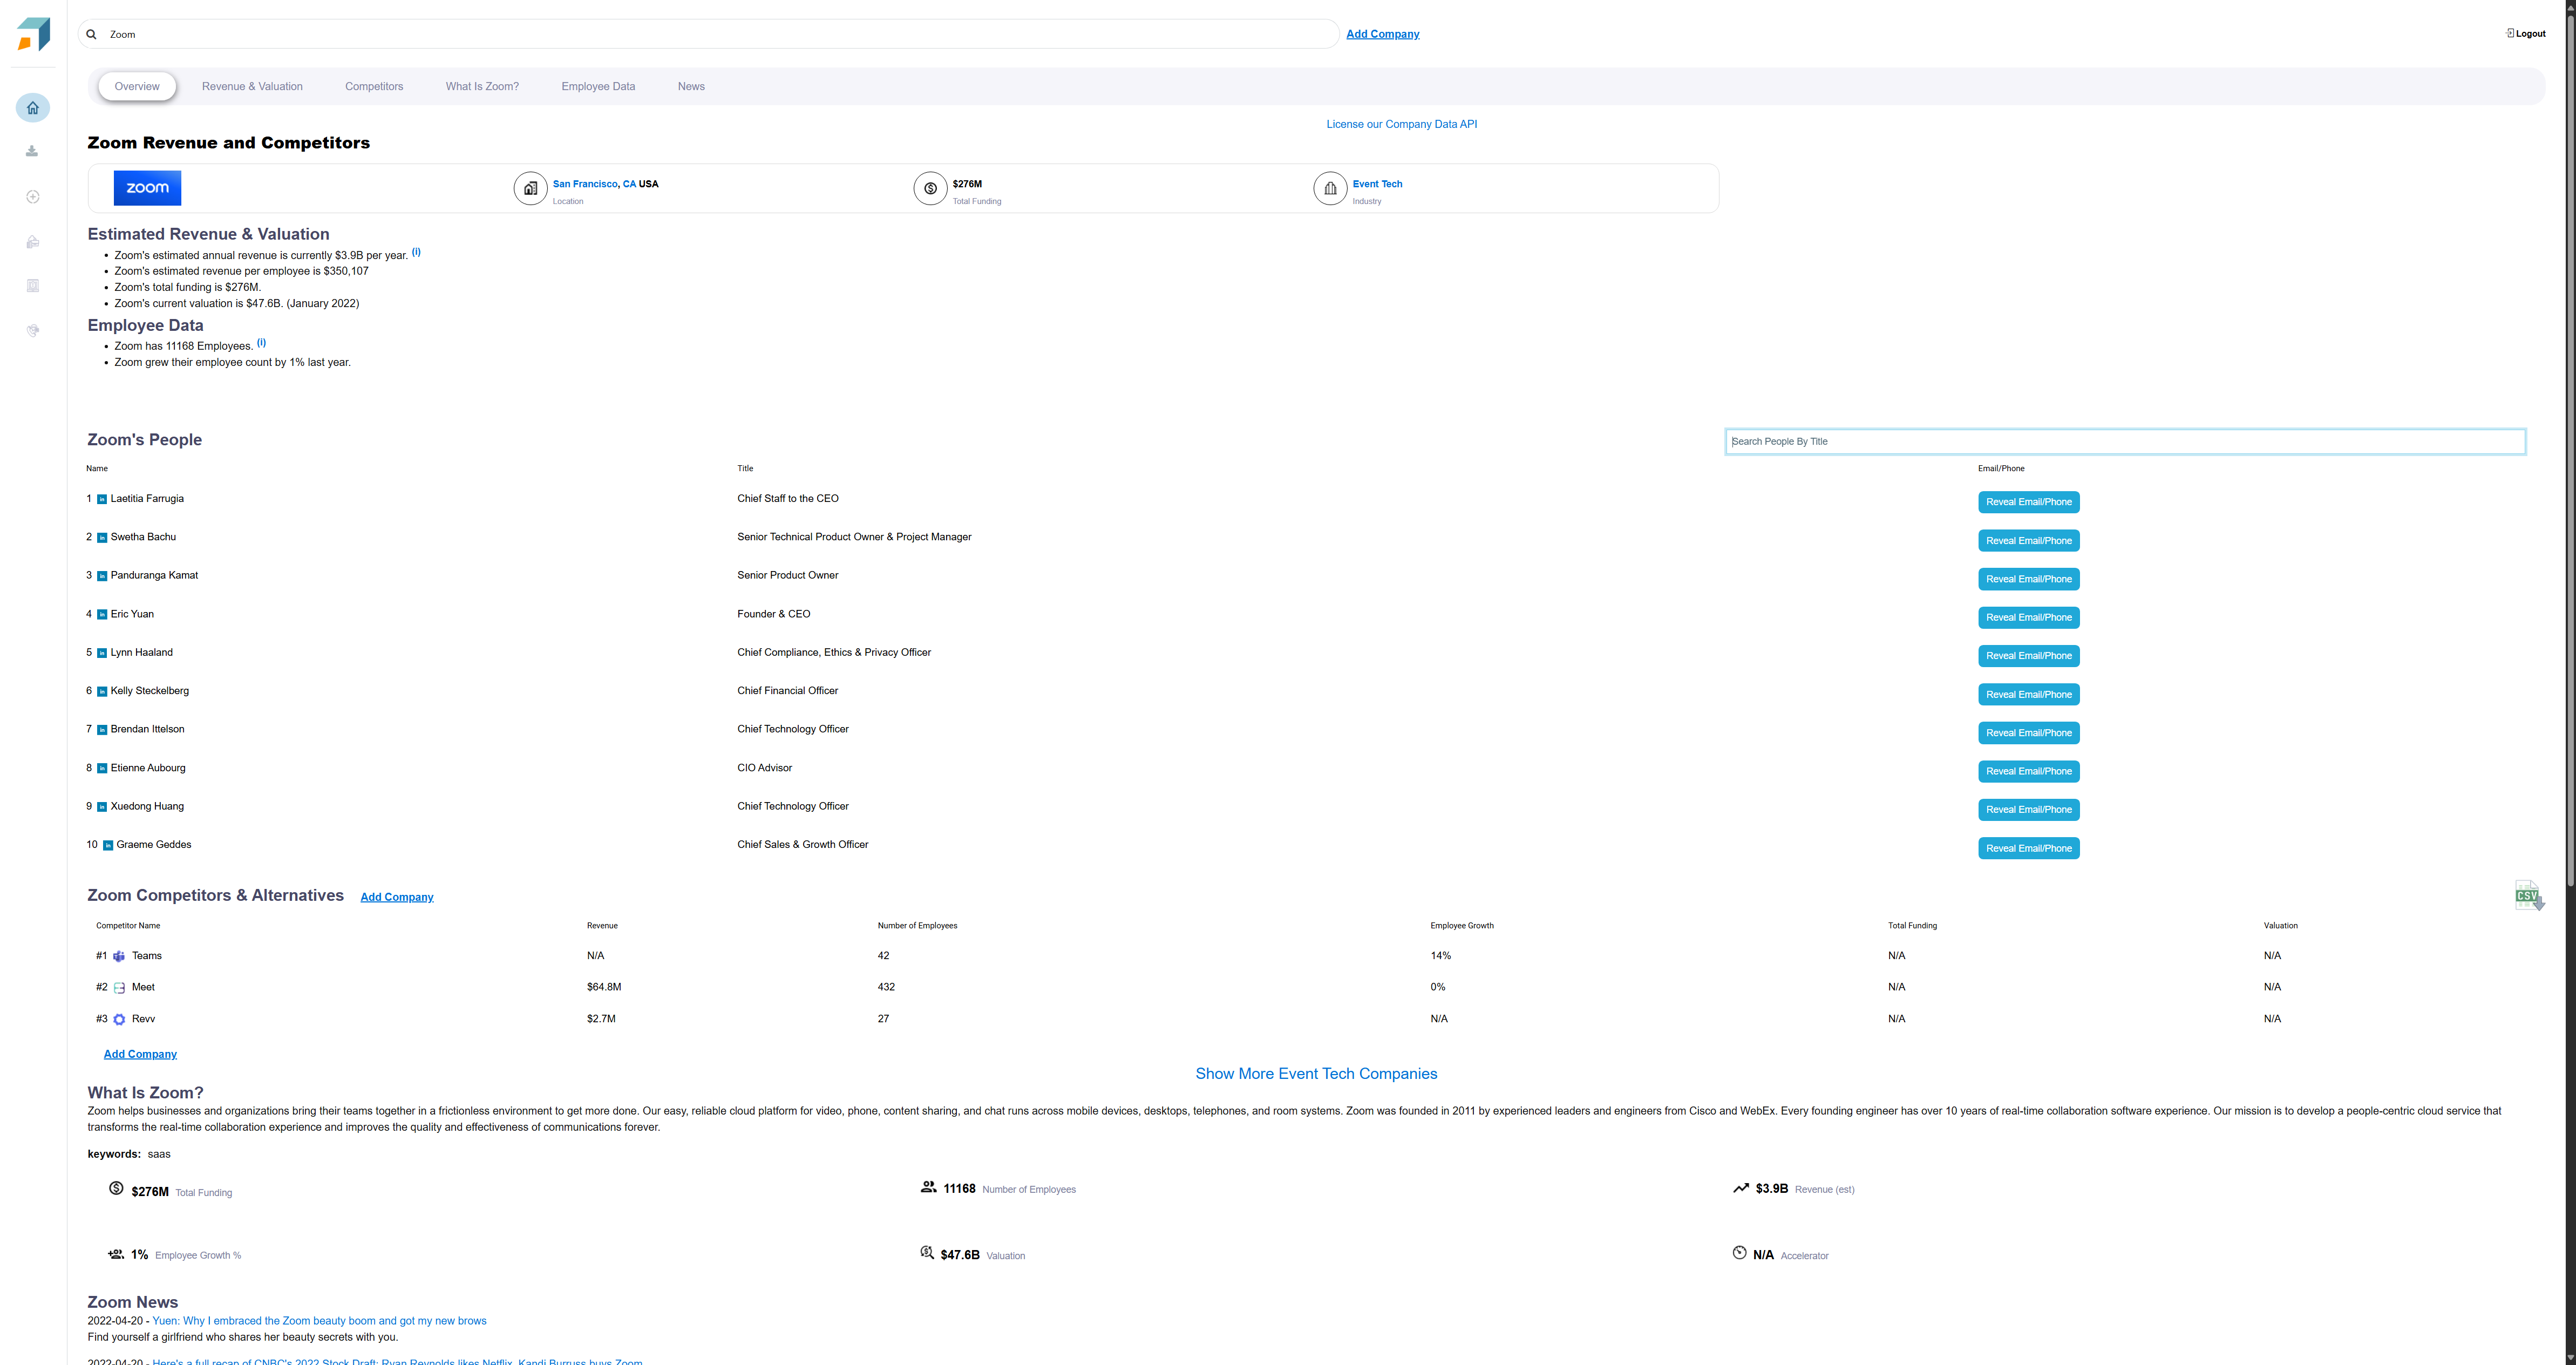 Zoom
Add Company
Logout
Overview
Revenue & Valuation
Competitors
What Is Zoom?
Employee Data
News
License our Company Data API
Zoom Revenue and Competitors
zoom
San Francisco, CA USA
Location
$276M
Total Funding
Event Tech
Industry
Estimated Revenue & Valuation
• Zoom's estimated annual revenue is currently $3.9B per year. (i)
• Zoom's estimated revenue per employee is $350,107
• Zoom's total funding is $276M.
• Zoom's current valuation is $47.6B. (January 2022)
Employee Data
• Zoom has 11168 Employees. (i)
• Zoom grew their employee count by 1% last year.
Zoom's People
Search People By Title
Name Title Email/Phone
1 in Laetitia Farrugia Chief Staff to the CEO Reveal Email/Phone
2 in Swetha Bachu Senior Technical Product Owner & Project Manager Reveal Email/Phone
3 in Panduranga Kamat Senior Product Owner Reveal Email/Phone
4 in Eric Yuan Founder & CEO Reveal Email/Phone
5 in Lynn Haaland Chief Compliance, Ethics & Privacy Officer Reveal Email/Phone
6 in Kelly Steckelberg Chief Financial Officer Reveal Email/Phone
7 in Brendan Ittelson Chief Technology Officer Reveal Email/Phone
8 in Etienne Aubourg CIO Advisor Reveal Email/Phone
9 in Xuedong Huang Chief Technology Officer Reveal Email/Phone
10 in Graeme Geddes Chief Sales & Growth Officer Reveal Email/Phone
Zoom Competitors & Alternatives Add Company
CSV
Competitor Name Revenue Number of Employees Employee Growth Total Funding Valuation
#1 Teams N/A 42 14% N/A N/A
#2 Meet $64.8M 432 0% N/A N/A
#3 Revv $2.7M 27 N/A N/A N/A
Add Company
Show More Event Tech Companies
What Is Zoom?
Zoom helps businesses and organizations bring their teams together in a frictionless environment to get more done. Our easy, reliable cloud platform for video, phone, content sharing, and chat runs across mobile devices, desktops, telephones, and room systems. Zoom was founded in 2011 by experienced leaders and engineers from Cisco and WebEx. Every founding engineer has over 10 years of real-time collaboration software experience. Our mission is to develop a people-centric cloud service that
transforms the real-time collaboration experience and improves the quality and effectiveness of communications forever.
keywords: saas
$276M Total Funding
11168 Number of Employees
$3.9B Revenue (est)
1% Employee Growth %
$47.6B Valuation
N/A Accelerator
Zoom News
2022-04-20 - Yuen: Why I embraced the Zoom beauty boom and got my new brows
Find yourself a girlfriend who shares her beauty secrets with you.
2022-04-20 - Here's a full recap of CNBC's 2022 Stock Draft: Ryan Reynolds likes Netflix, Kandi Burruss buys Zoom